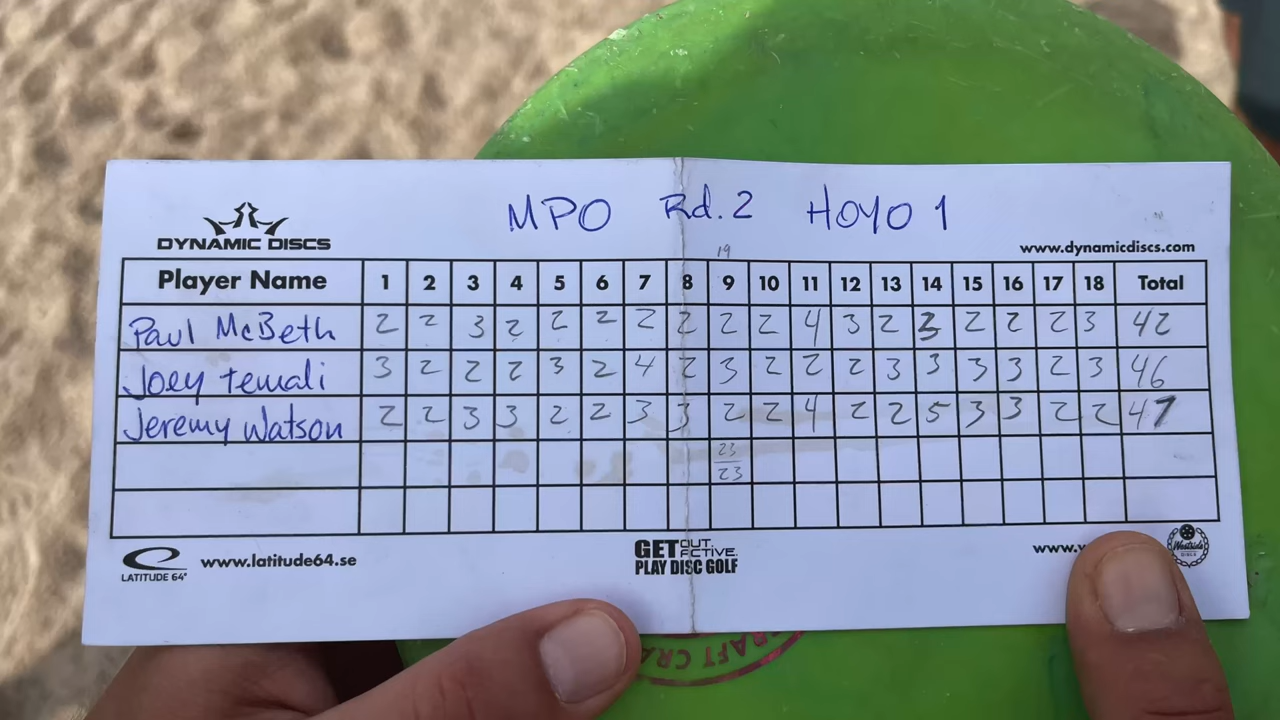 MPO Rd. 2 HOYO 1
DYNAMIC DISCS
www.dynamicdiscs.com
19
Player Name 1 2 3 4 5 6 7 8 9 10 11 12 13 14 15 16 17 18 Total
Paul McBeth 2 2 3 2 2 2 2 2 2 2 4 3 2 3 2 2 2 3 42
Joey Temali 3 2 2 2 3 2 4 2 3 2 2 2 3 3 3 3 2 3 46
Jeremy Watson 2 2 3 3 2 2 3 3 2 2 4 2 2 5 3 3 2 2 47
23
23
LATITUDE 64°
www.latitude64.se
GET OUT. ACTIVE.
PLAY DISC GOLF
www.
Westside
DISCS
CRAFT CRA